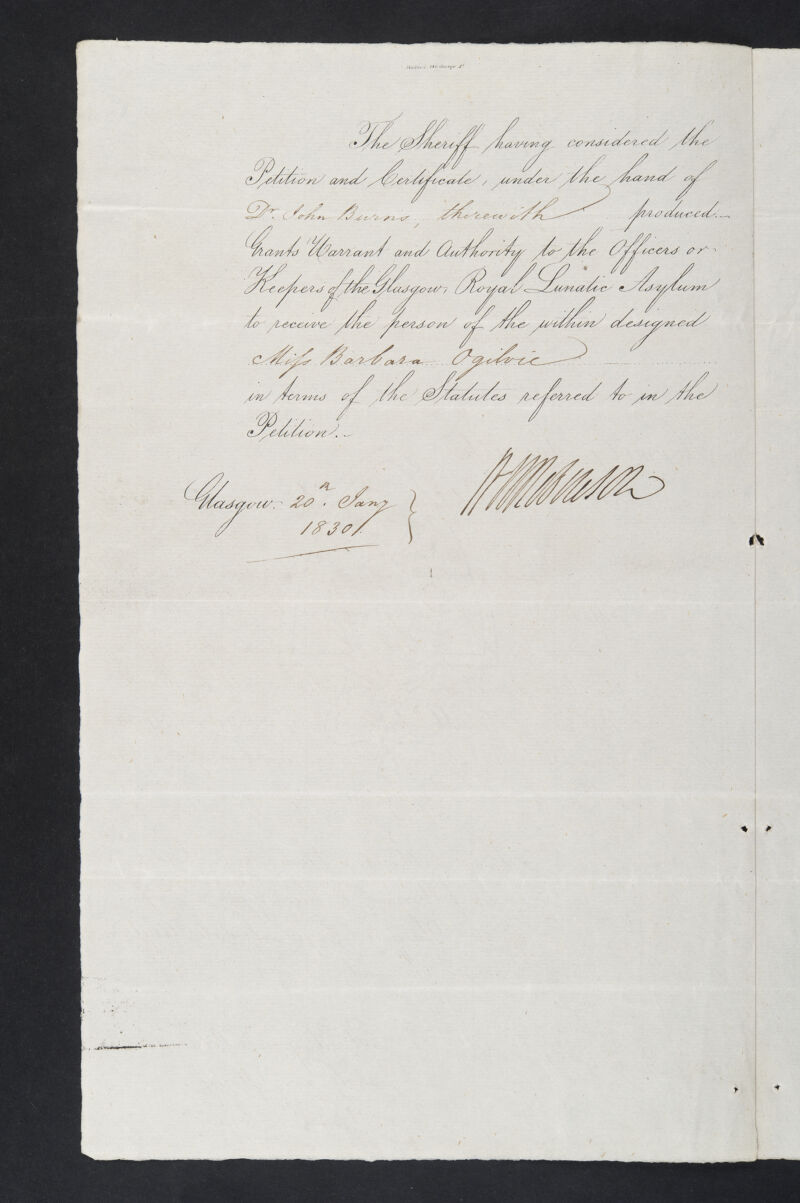 The Sheriff having considered the
Petition and Certificate, under the hand of
Dr. John Burns, therewith produced
Grants Warrant and Authority to the Officers or
Keepers of the Glasgow Royal Lunatic Asylum
to receive the person of the within designed
Miſs Barbara Ogilvie
in terms of the Statutes referred to in the
Petition.
Glasgow 20th. Jany
1830